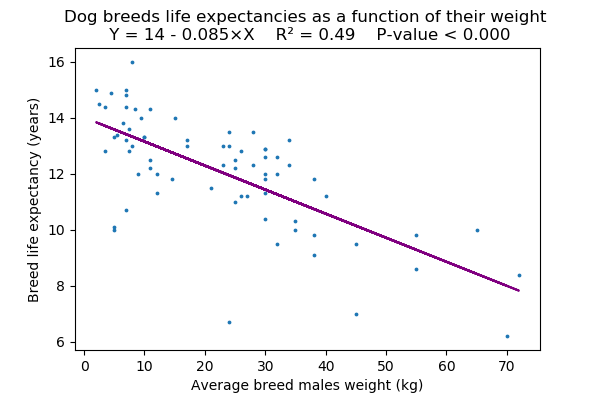 Dog breeds life expectancies as a function of their weight
Y = 14 - 0.085×X    R² = 0.49    P-value < 0.000
Breed life expectancy (years)
16
14
12
10
8
6
0 10 20 30 40 50 60 70
Average breed males weight (kg)